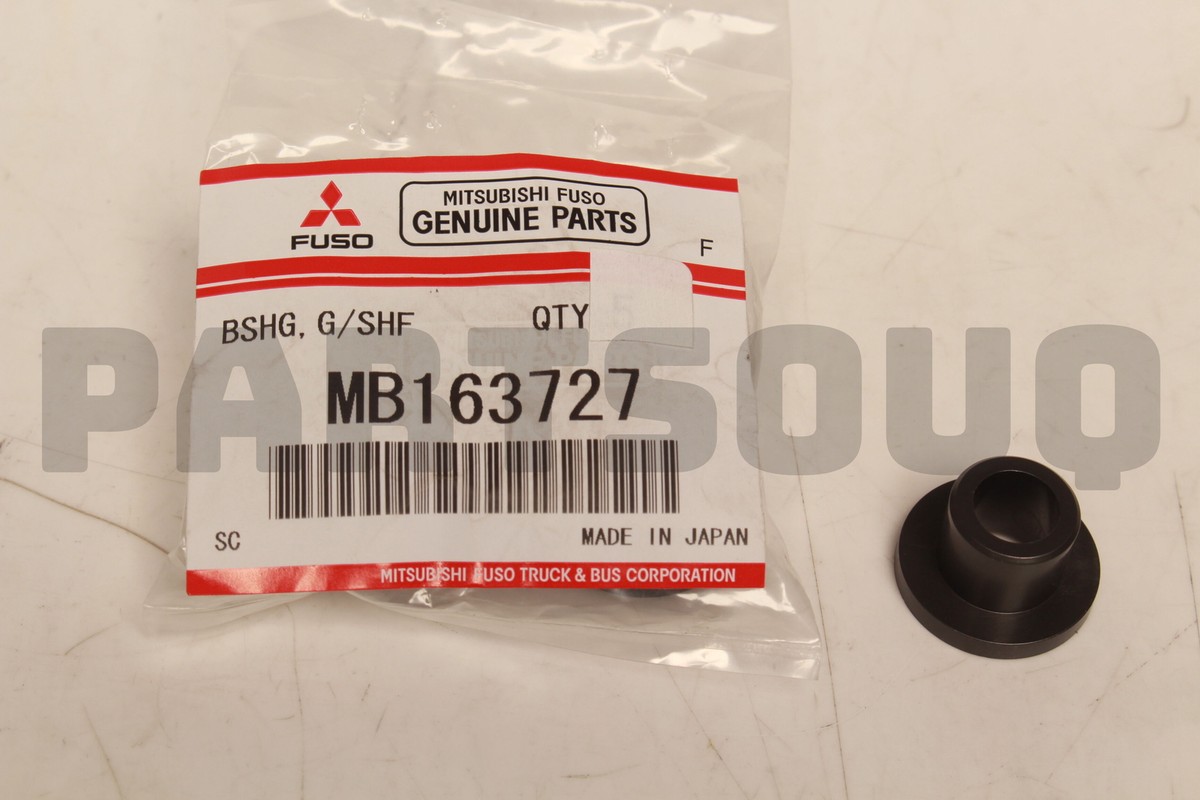 MITSUBISHI FUSO
GENUINE PARTS
FUSO
F
BSHG, G/SHF QTY 5
MB163727
PARTSOUQ
SC MADE IN JAPAN
MITSUBISHI FUSO TRUCK & BUS CORPORATION